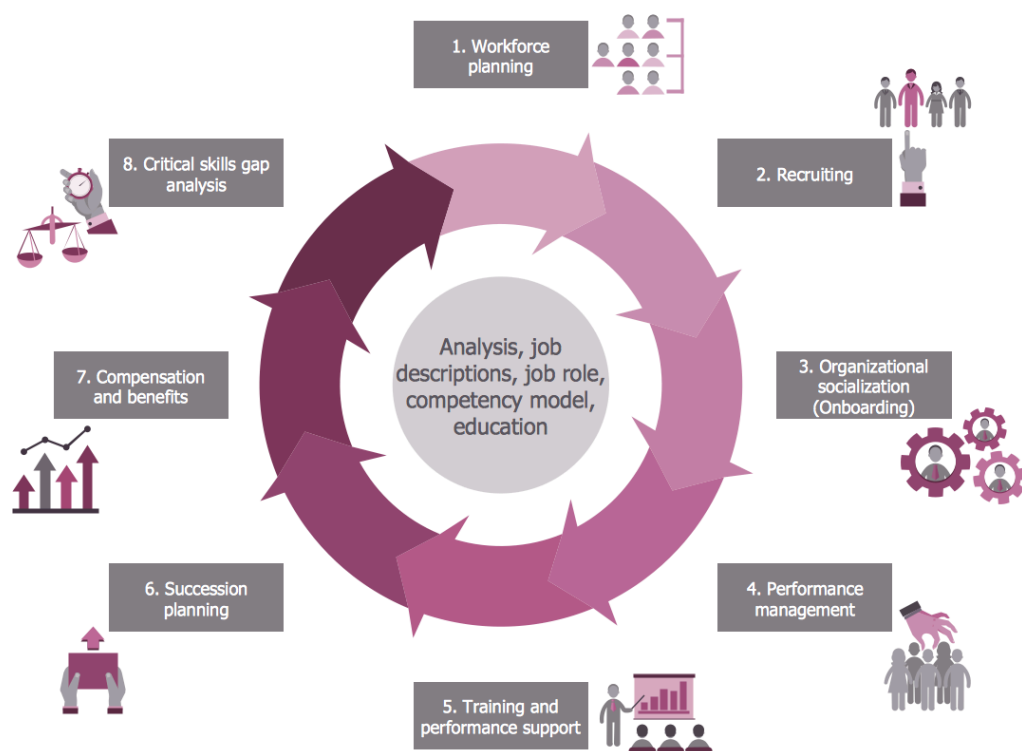 1. Workforce
planning
2. Recruiting
3. Organizational
socialization
(Onboarding)
4. Performance
management
5. Training and
performance support
6. Succession
planning
7. Compensation
and benefits
8. Critical skills gap
analysis
Analysis, job
descriptions, job role,
competency model,
education